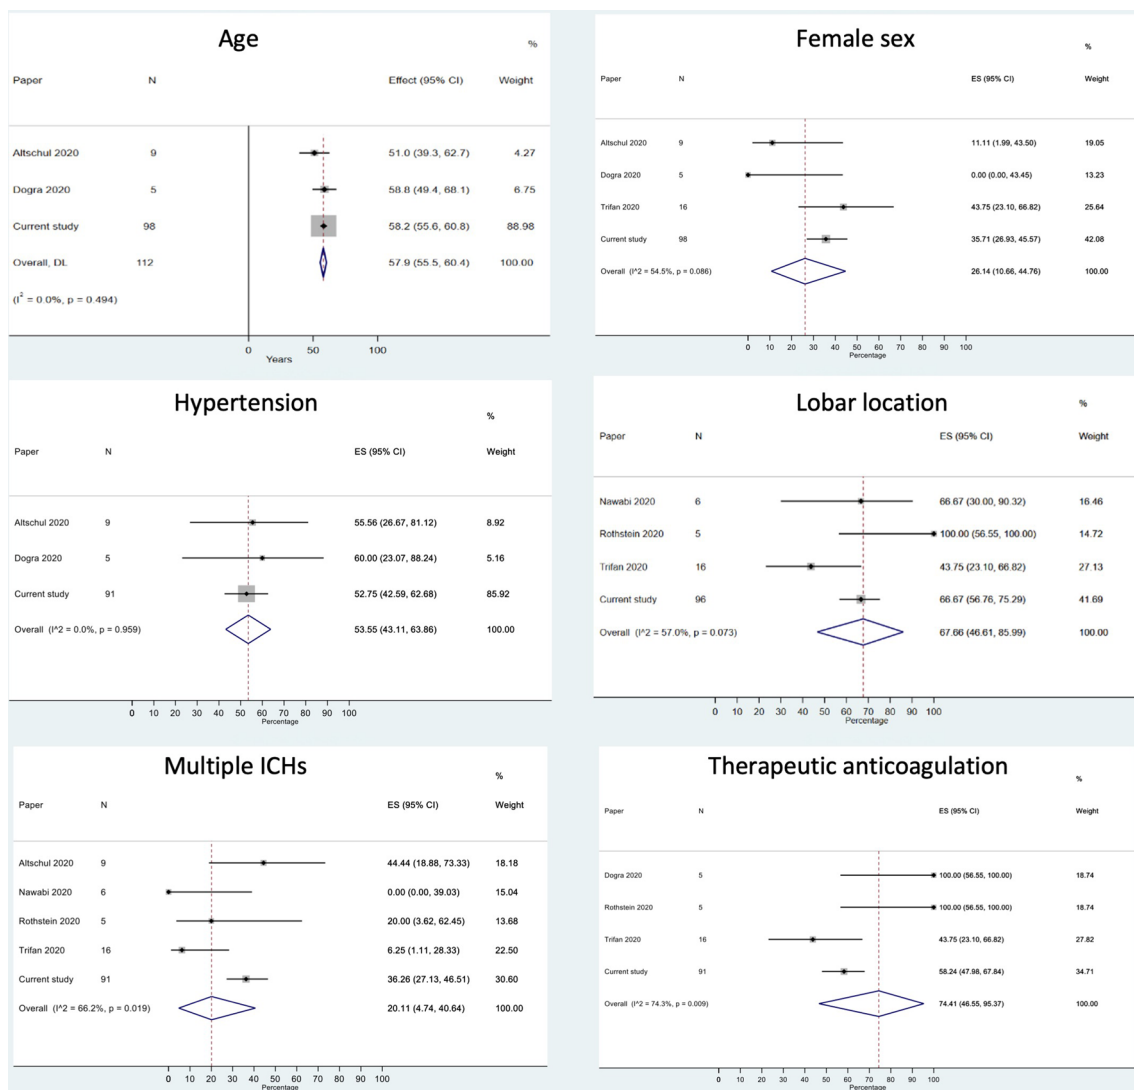 Age
%
Paper N Effect (95% CI) Weight
Altschul 2020 9 51.0 (39.3, 62.7) 4.27
Dogra 2020 5 58.8 (49.4, 68.1) 6.75
Current study 98 58.2 (55.6, 60.8) 88.98
Overall, DL 112 57.9 (55.5, 60.4) 100.00
(I² = 0.0%, p = 0.494)
0 50 100
Years
Female sex
%
Paper N ES (95% CI) Weight
Altschul 2020 9 11.11 (1.99, 43.50) 19.05
Dogra 2020 5 0.00 (0.00, 43.45) 13.23
Trifan 2020 16 43.75 (23.10, 66.82) 25.64
Current study 98 35.71 (26.93, 45.57) 42.08
Overall (I^2 = 54.5%, p = 0.086) 26.14 (10.66, 44.76) 100.00
0 10 20 30 40 50 60 70 80 90 100
Percentage
Hypertension
%
Paper N ES (95% CI) Weight
Altschul 2020 9 55.56 (26.67, 81.12) 8.92
Dogra 2020 5 60.00 (23.07, 88.24) 5.16
Current study 91 52.75 (42.59, 62.68) 85.92
Overall (I^2 = 0.0%, p = 0.959) 53.55 (43.11, 63.86) 100.00
0 10 20 30 40 50 60 70 80 90 100
Percentage
Lobar location
%
Paper N ES (95% CI) Weight
Nawabi 2020 6 66.67 (30.00, 90.32) 16.46
Rothstein 2020 5 100.00 (56.55, 100.00) 14.72
Trifan 2020 16 43.75 (23.10, 66.82) 27.13
Current study 96 66.67 (56.76, 75.29) 41.69
Overall (I^2 = 57.0%, p = 0.073) 67.66 (46.61, 85.99) 100.00
0 10 20 30 40 50 60 70 80 90 100
Percentage
Multiple ICHs
%
Paper N ES (95% CI) Weight
Altschul 2020 9 44.44 (18.88, 73.33) 18.18
Nawabi 2020 6 0.00 (0.00, 39.03) 15.04
Rothstein 2020 5 20.00 (3.62, 62.45) 13.68
Trifan 2020 16 6.25 (1.11, 28.33) 22.50
Current study 91 36.26 (27.13, 46.51) 30.60
Overall (I^2 = 66.2%, p = 0.019) 20.11 (4.74, 40.64) 100.00
0 10 20 30 40 50 60 70 80 90 100
Percentage
Therapeutic anticoagulation
%
Paper N ES (95% CI) Weight
Dogra 2020 5 100.00 (56.55, 100.00) 18.74
Rothstein 2020 5 100.00 (56.55, 100.00) 18.74
Trifan 2020 16 43.75 (23.10, 66.82) 27.82
Current study 91 58.24 (47.98, 67.84) 34.71
Overall (I^2 = 74.3%, p = 0.009) 74.41 (46.55, 95.37) 100.00
0 10 20 30 40 50 60 70 80 90 100
Percentage